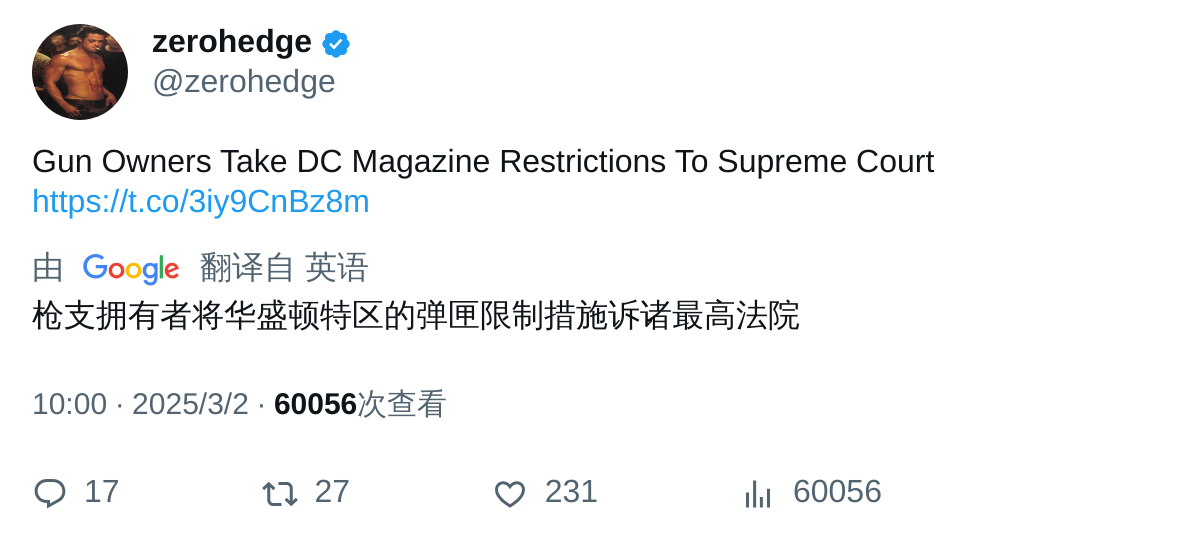 zerohedge
@zerohedge
Gun Owners Take DC Magazine Restrictions To Supreme Court
https://t.co/3iy9CnBz8m
由 Google 翻译自 英语
枪支拥有者将华盛顿特区的弹匣限制措施诉诸最高法院
10:00 · 2025/3/2 · 60056次查看
17 27 231 60056